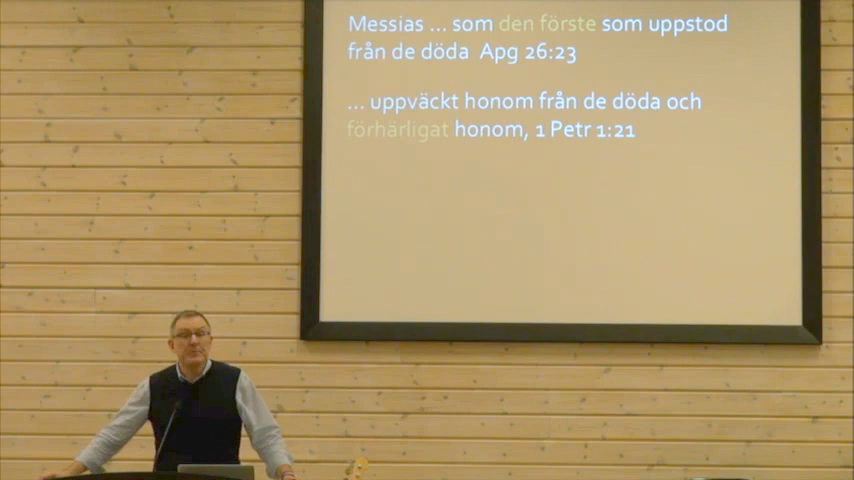 Messias ... som den förste som uppstod
från de döda Apg 26:23
... uppväckt honom från de döda och
förhärligat honom, 1 Petr 1:21